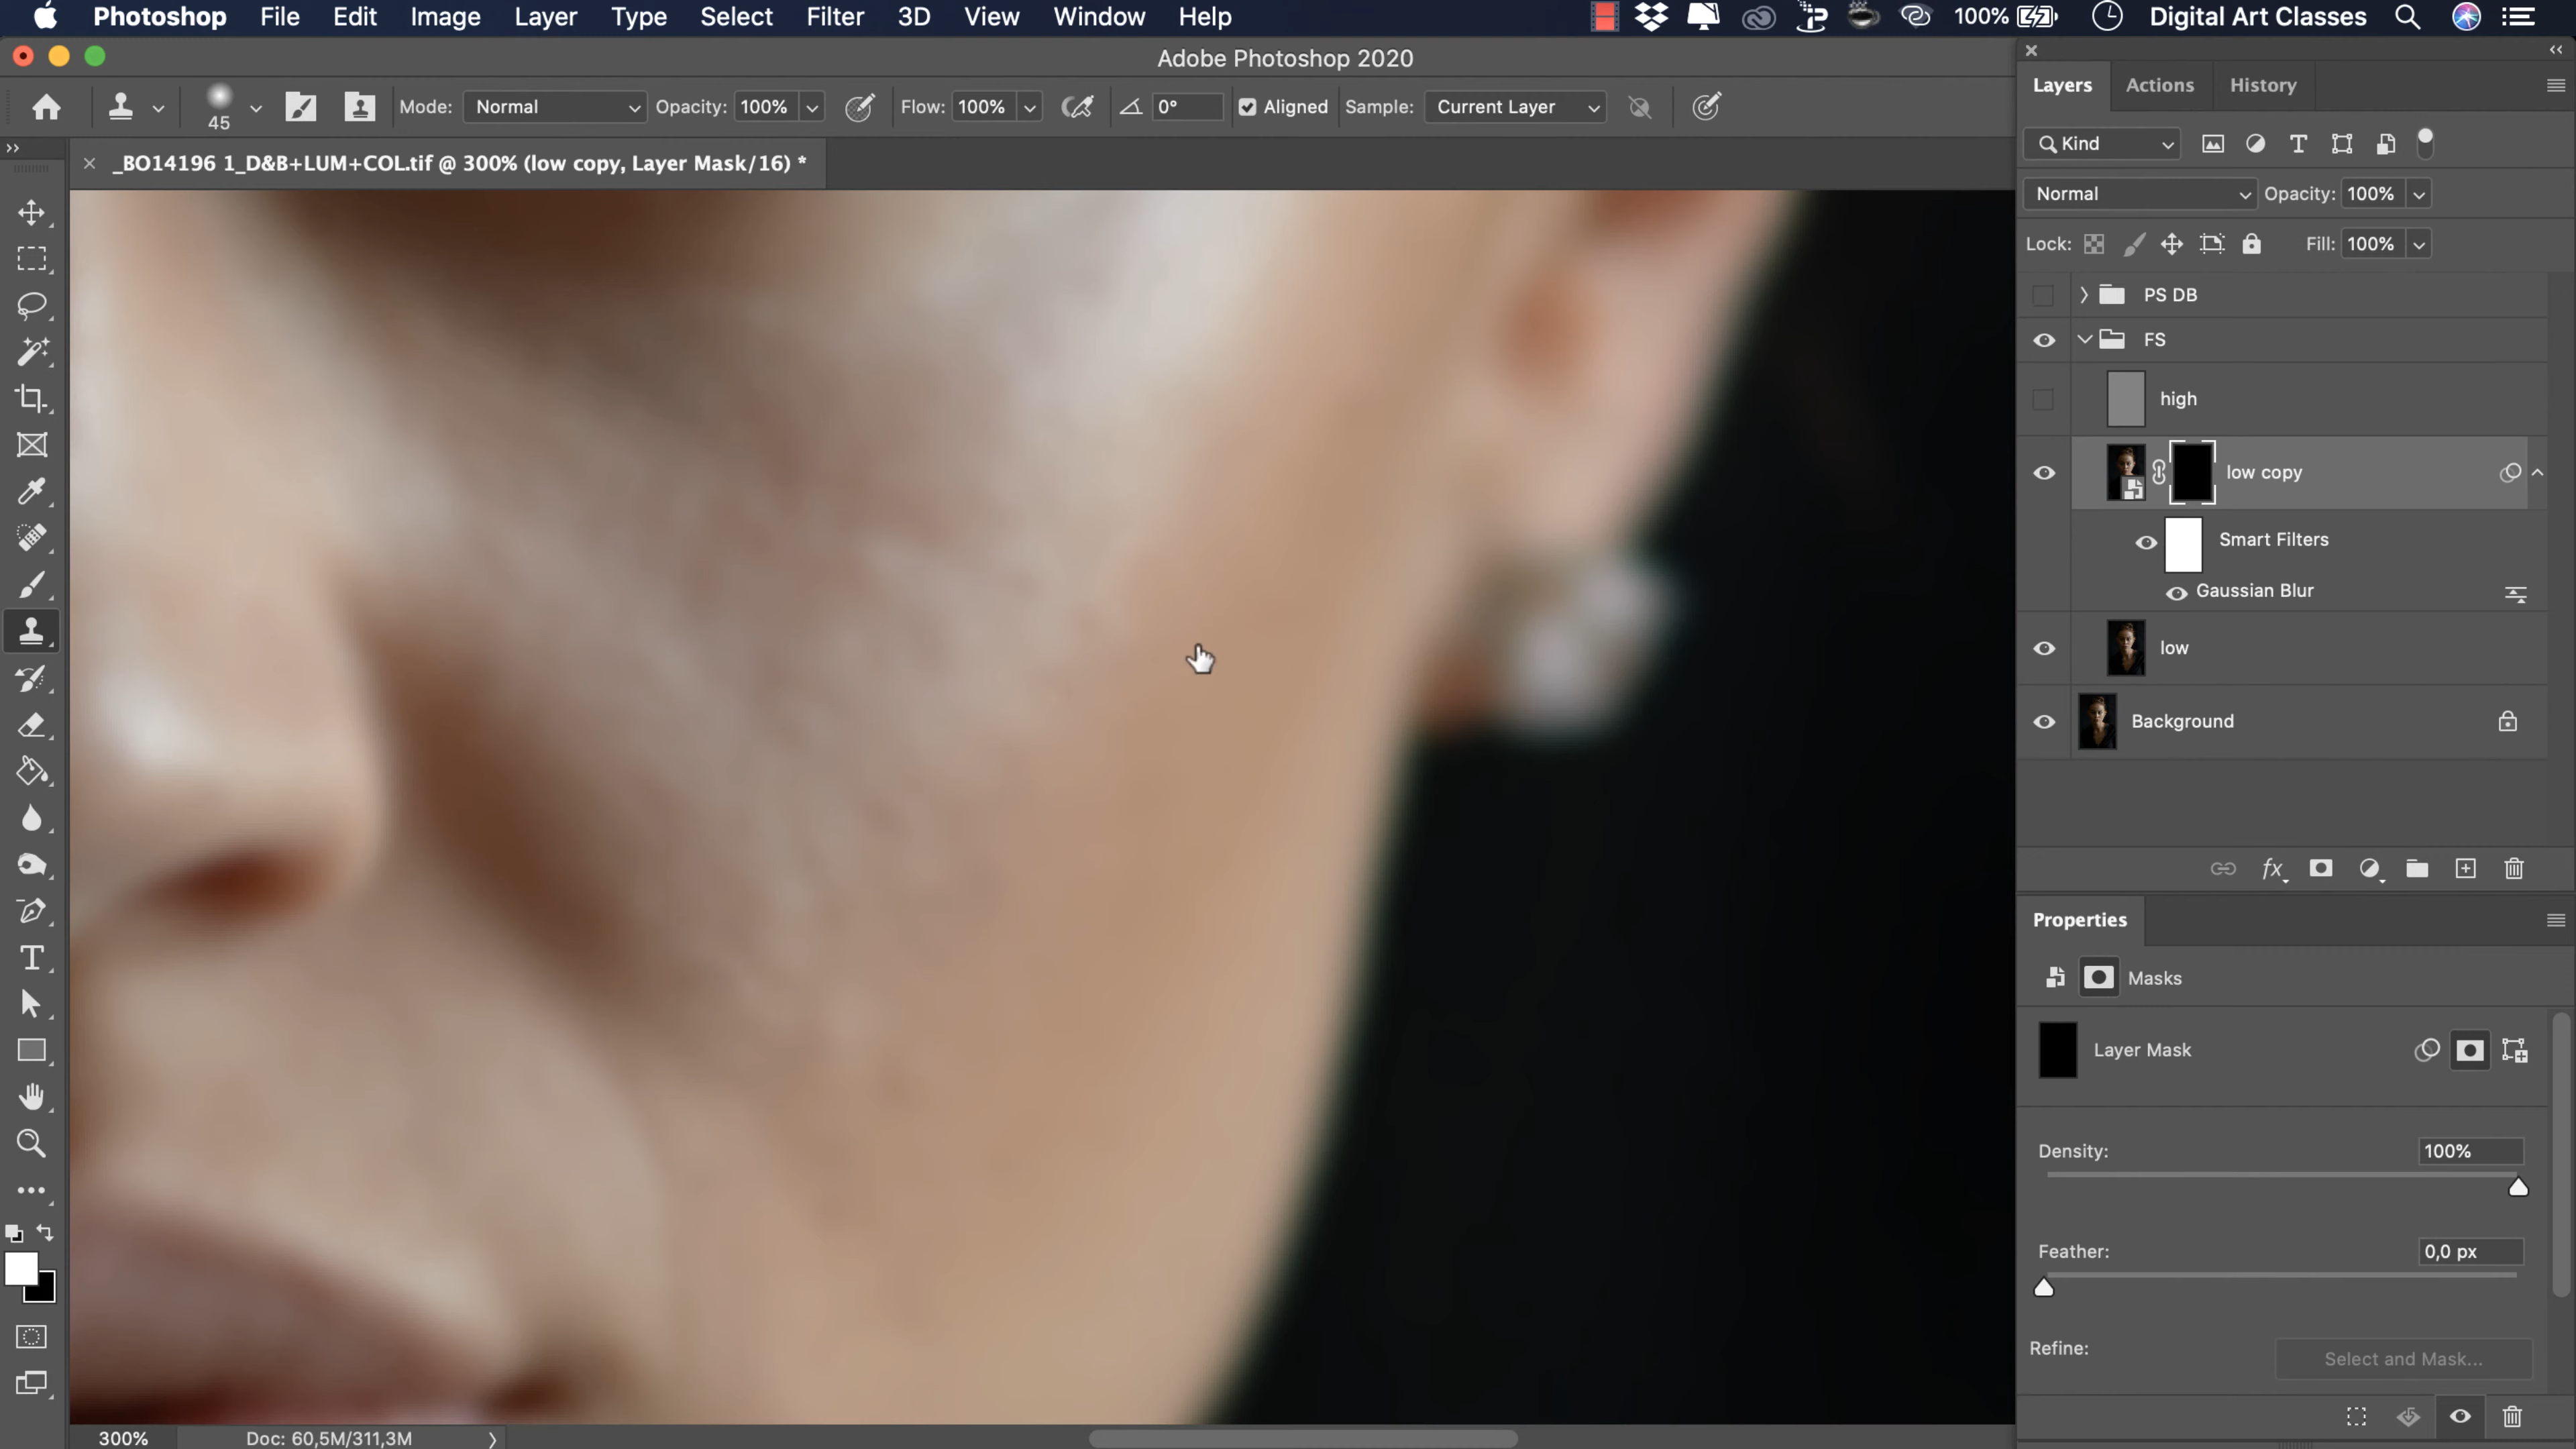 Photoshop File Edit Image Layer Type Select Filter 3D View Window Help 100% Digital Art Classes
Adobe Photoshop 2020
45 Mode: Normal Opacity: 100% Flow: 100% 0° Aligned Sample: Current Layer
_BO14196 1_D&B+LUM+COL.tif @ 300% (low copy, Layer Mask/16) *
Layers Actions History
Kind
Normal Opacity: 100%
Lock: Fill: 100%
PS DB
FS
high
low copy
Smart Filters
Gaussian Blur
low
Background
fx
Properties
Masks
Layer Mask
Density: 100%
Feather: 0,0 px
Refine:
Select and Mask...
300% Doc: 60,5M/311,3M